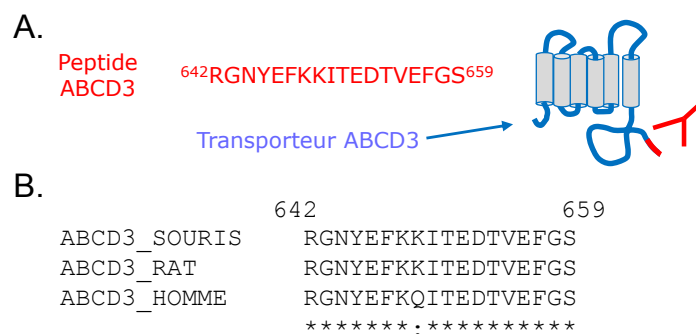 A.
Peptide
ABCD3
642RGNYEFKKITEDTVEFGS659
Transporteur ABCD3
B.
642 659
ABCD3_SOURIS RGNYEFKKITEDTVEFGS
ABCD3_RAT RGNYEFKKITEDTVEFGS
ABCD3_HOMME RGNYEFKQITEDTVEFGS
*******:**********